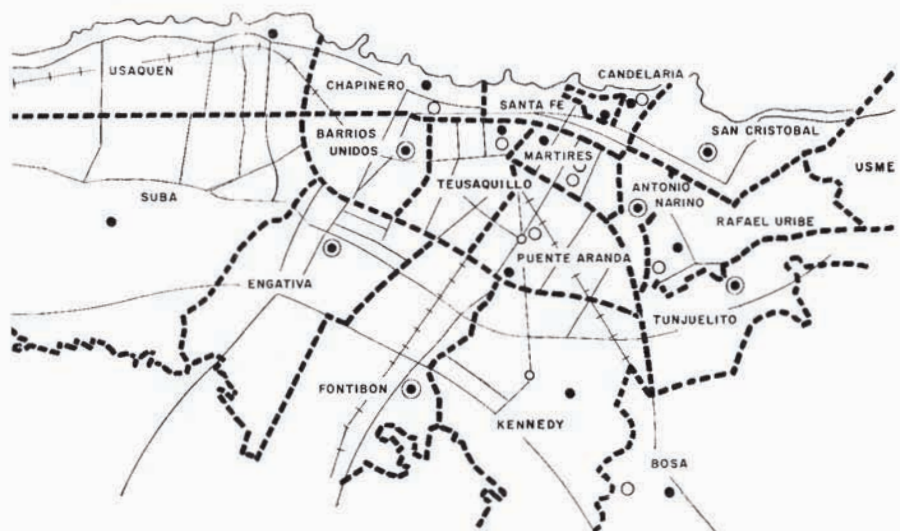 USAQUEN
CHAPINERO
CANDELARIA
SANTA FE
BARRIOS
UNIDOS
SAN CRISTOBAL
MARTIRES
USME
TEUSAQUILLO
ANTONIO
NARINO
SUBA
RAFAEL URIBE
PUENTE ARANDA
ENGATIVA
TUNJUELITO
FONTIBON
KENNEDY
BOSA